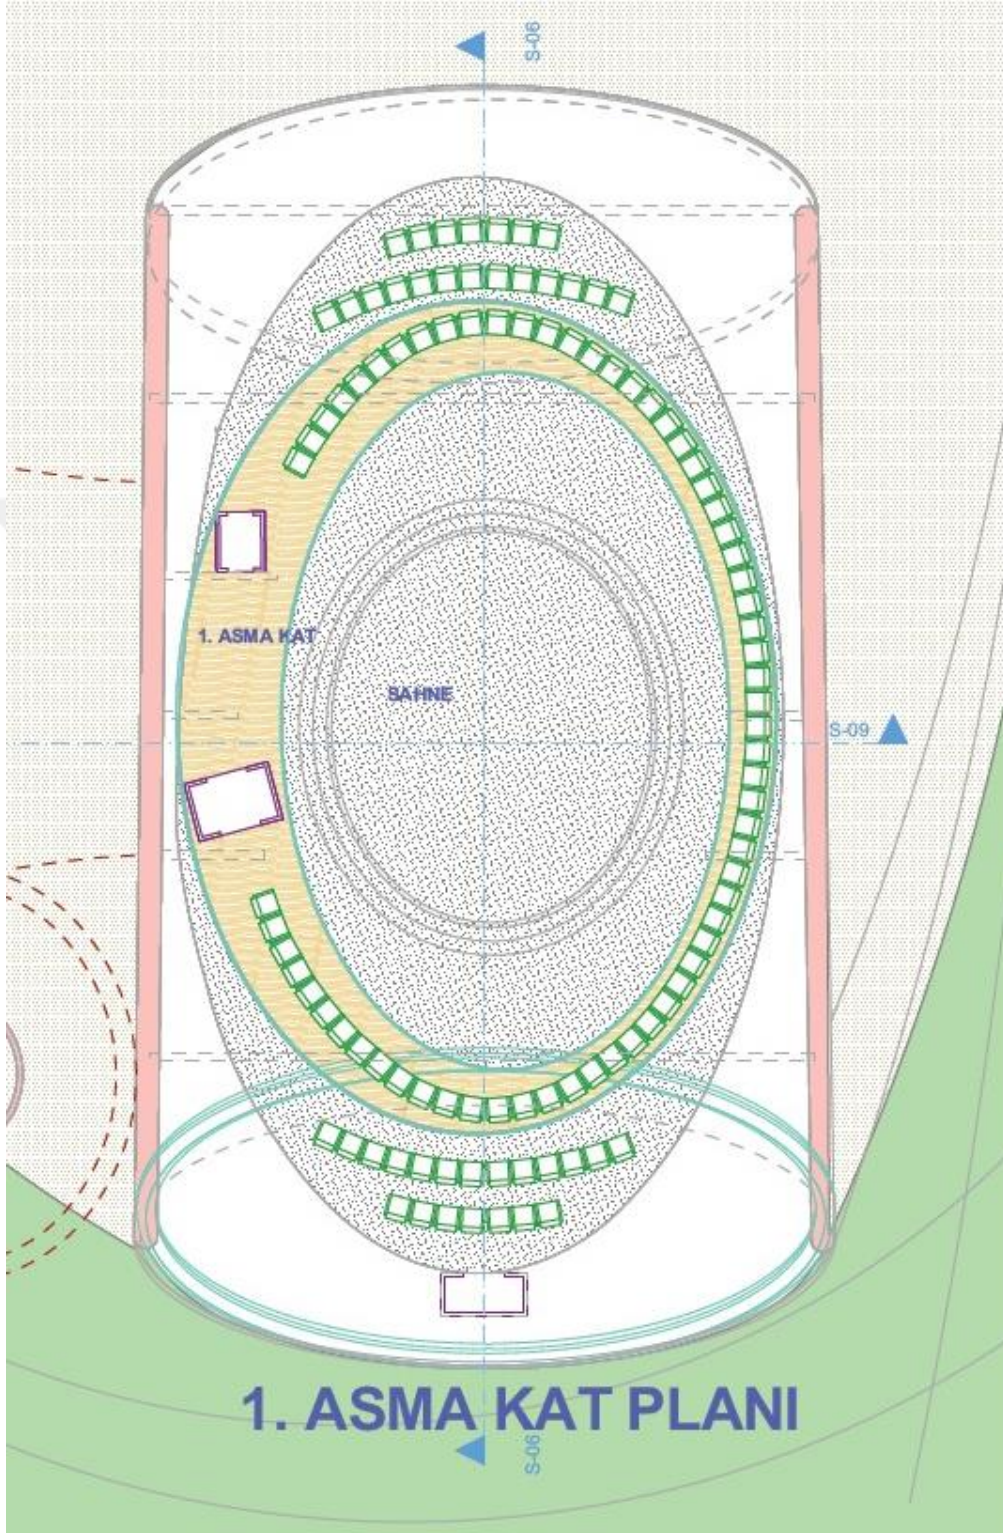 S-06
1. ASMA KAT
SAHNE
S-09
1. ASMA KAT PLANI
S-06